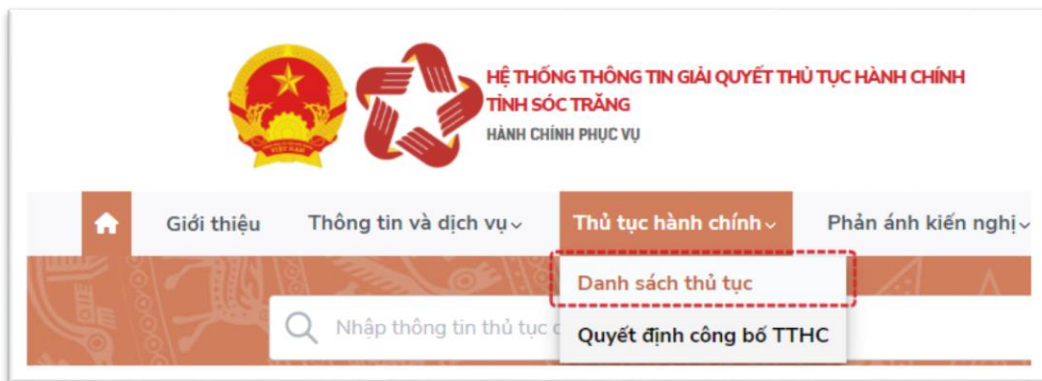 HỆ THỐNG THÔNG TIN GIẢI QUYẾT THỦ TỤC HÀNH CHÍNH
TỈNH SÓC TRĂNG
HÀNH CHÍNH PHỤC VỤ
VIỆT NAM
Giới thiệu Thông tin và dịch vụ Thủ tục hành chính Phản ánh kiến nghị
Danh sách thủ tục
Nhập thông tin thủ tục
Quyết định công bố TTHC